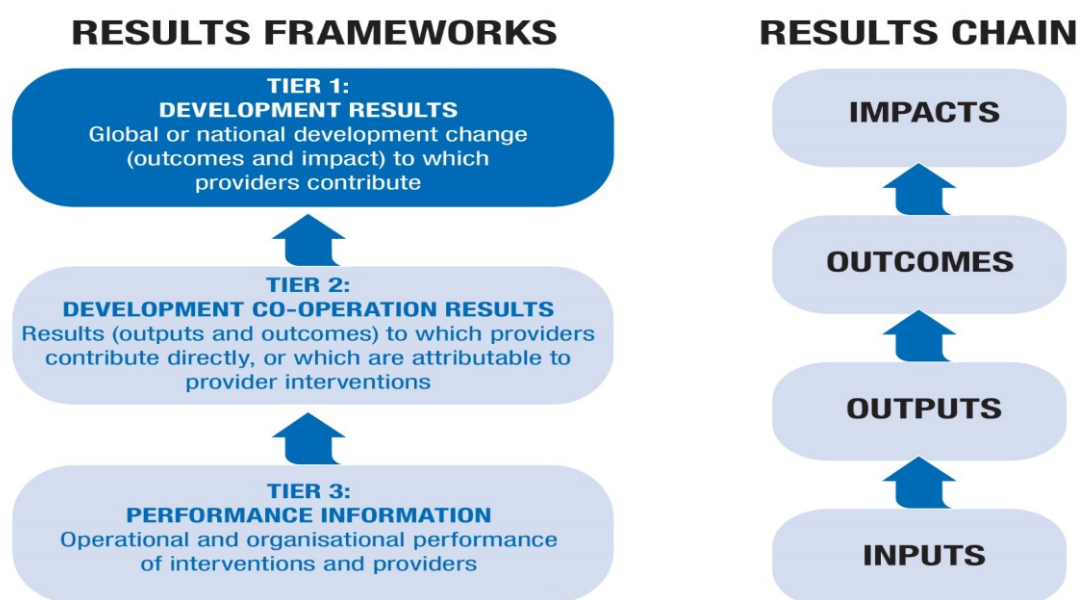 RESULTS FRAMEWORKS
TIER 1:
DEVELOPMENT RESULTS
Global or national development change
(outcomes and impact) to which
providers contribute
TIER 2:
DEVELOPMENT CO-OPERATION RESULTS
Results (outputs and outcomes) to which providers
contribute directly, or which are attributable to
provider interventions
TIER 3:
PERFORMANCE INFORMATION
Operational and organisational performance
of interventions and providers
RESULTS CHAIN
IMPACTS
OUTCOMES
OUTPUTS
INPUTS